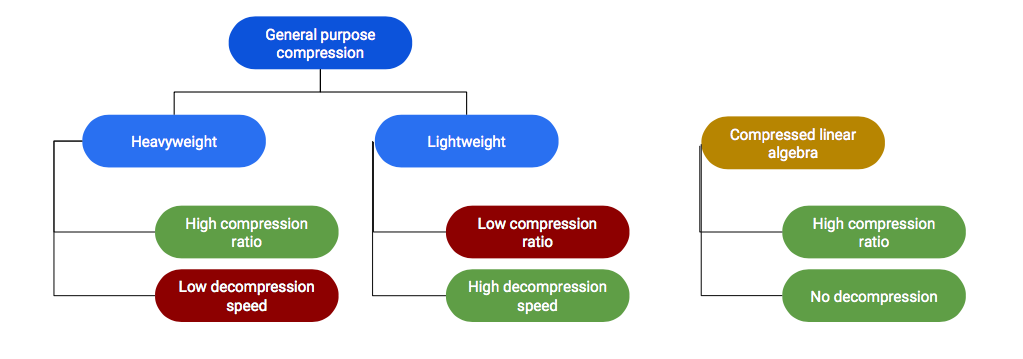 General purpose
compression
Heavyweight
Lightweight
Compressed linear
algebra
High compression
ratio
Low compression
ratio
High compression
ratio
Low decompression
speed
High decompression
speed
No decompression